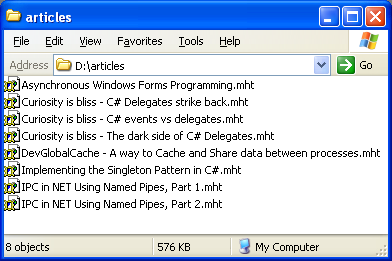 articles
File Edit View Favorites Tools Help
Address D:\articles Go
Asynchronous Windows Forms Programming.mht
Curiosity is bliss - C# Delegates strike back.mht
Curiosity is bliss - C# events vs delegates.mht
Curiosity is bliss - The dark side of C# Delegates.mht
DevGlobalCache - A way to Cache and Share data between processes.mht
Implementing the Singleton Pattern in C#.mht
IPC in NET Using Named Pipes, Part 1.mht
IPC in NET Using Named Pipes, Part 2.mht
8 objects 576 KB My Computer